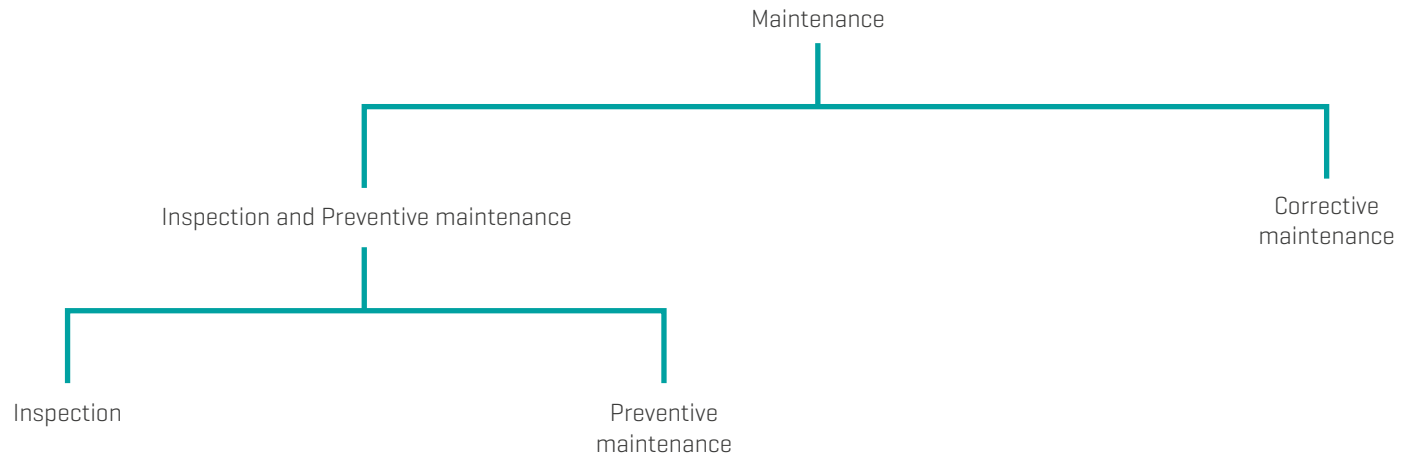 Maintenance
Inspection and Preventive maintenance
Corrective
maintenance
Inspection
Preventive
maintenance